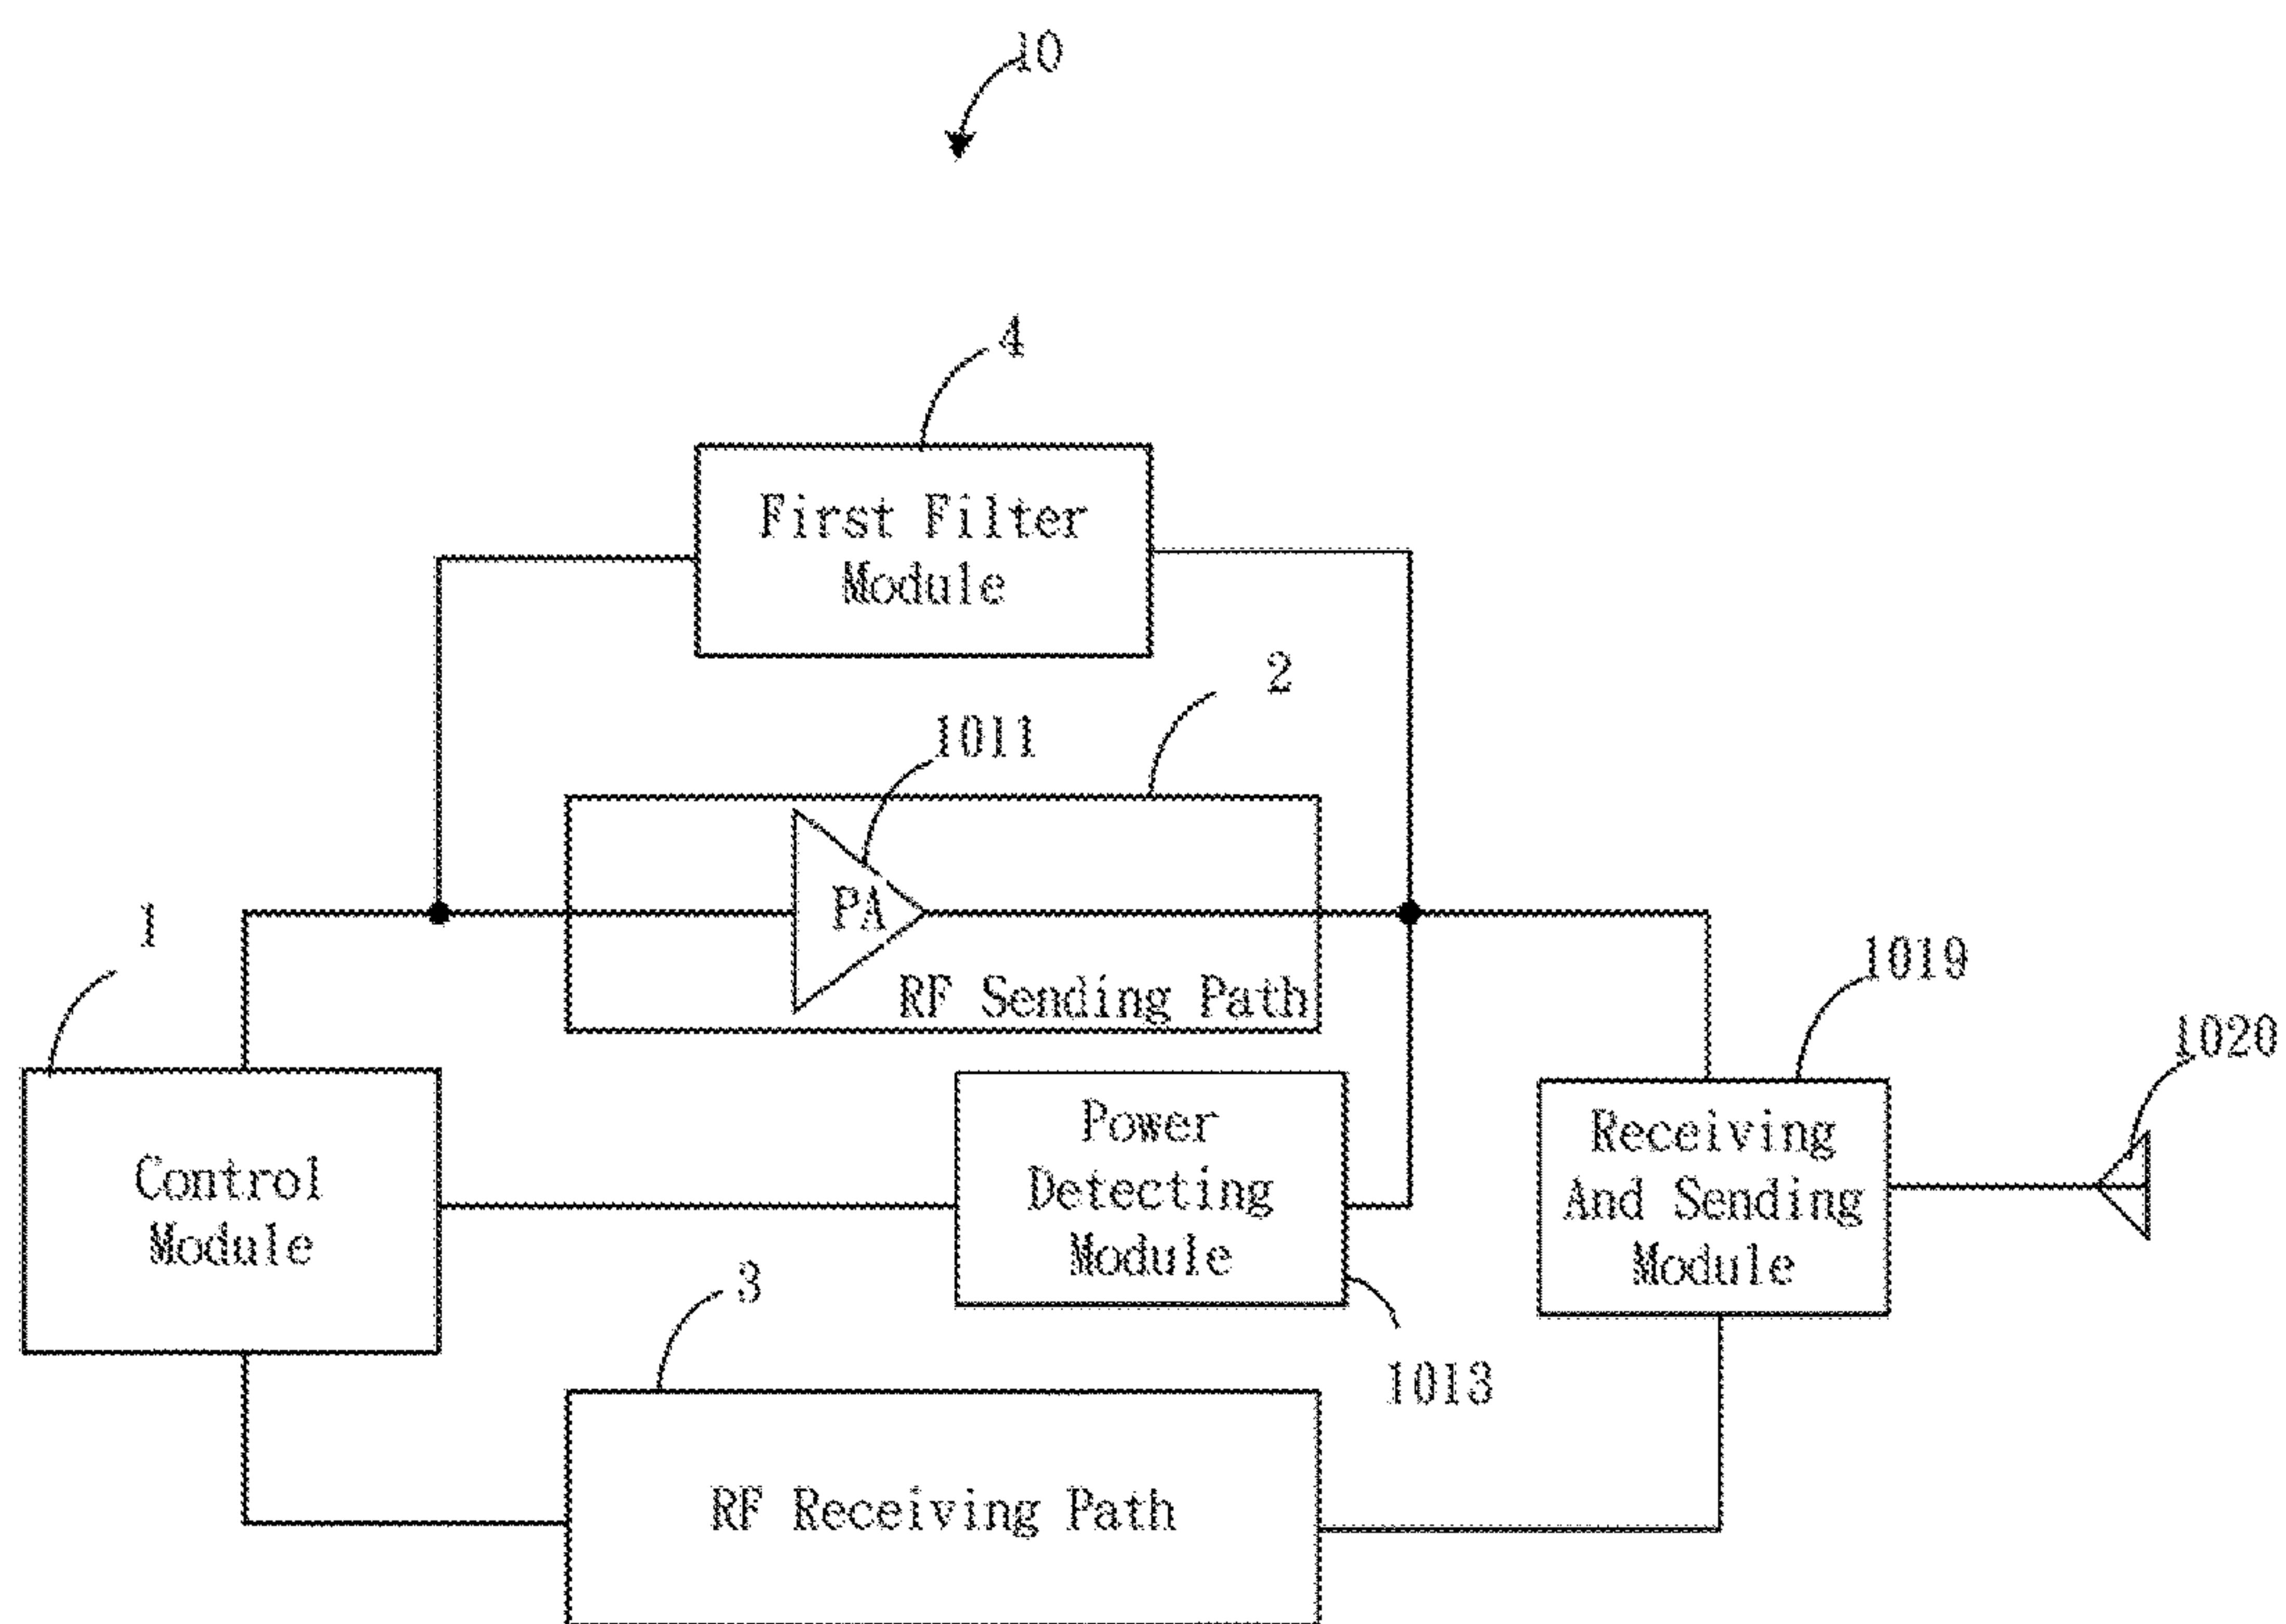 10
4
First Filter
Module
2
1011
PA
RF Sending Path
1
1019
1020
Control
Module
Power
Detecting
Module
Receiving
And Sending
Module
3
1013
RF Receiving Path